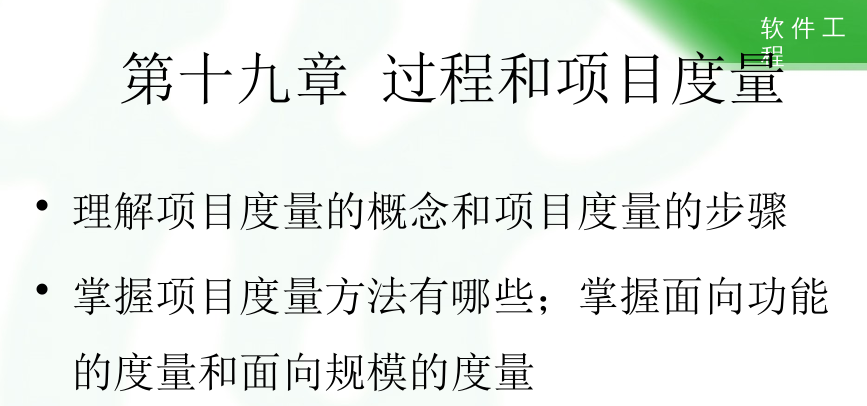 软件工
程
第十九章 过程和项目度量
• 理解项目度量的概念和项目度量的步骤
• 掌握项目度量方法有哪些；掌握面向功能
的度量和面向规模的度量